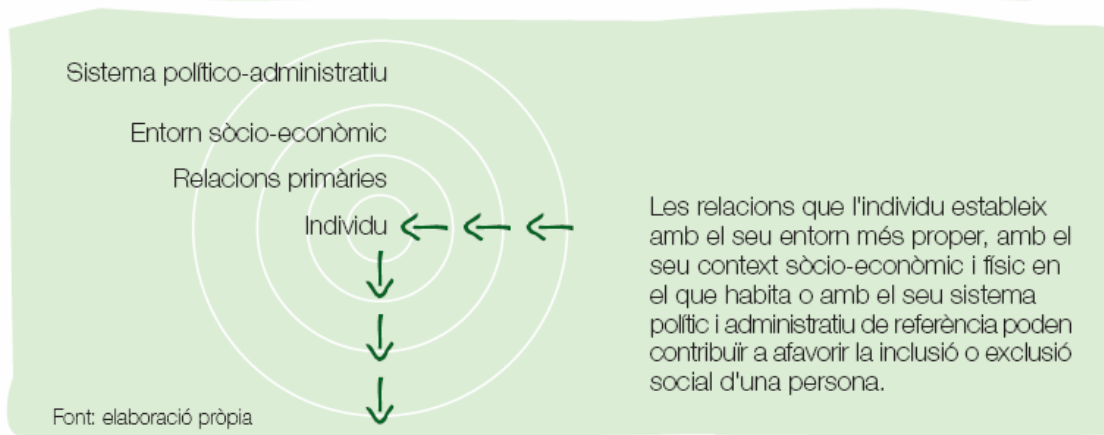 Sistema político-administratiu
Entorn sòcio-econòmic
Relacions primàries
Individu
Les relacions que l'individu estableix
amb el seu entorn més proper, amb el
seu context sòcio-econòmic i físic en
el que habita o amb el seu sistema
polític i administratiu de referència poden
contribuïr a afavorir la inclusió o exclusió
social d'una persona.
Font: elaboració pròpia